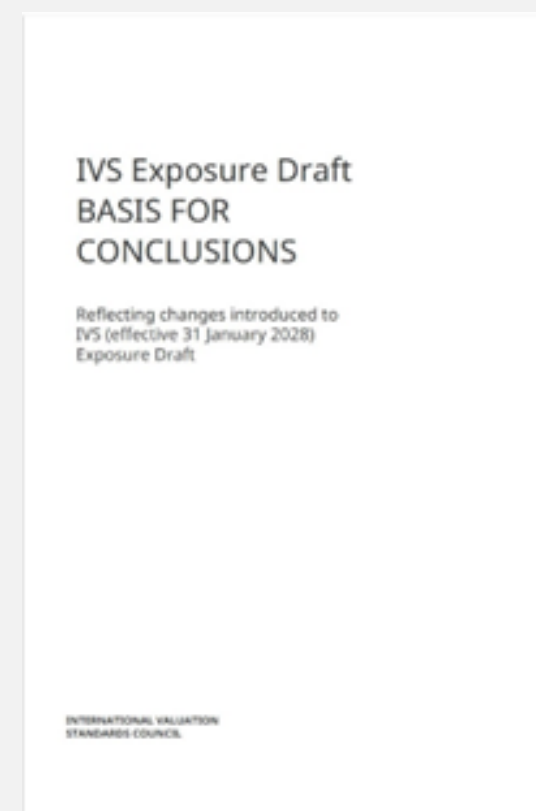 IVS Exposure Draft
BASIS FOR
CONCLUSIONS
Reflecting changes introduced to
IVS (effective 31 January 2028)
Exposure Draft
INTERNATIONAL VALUATION
STANDARDS COUNCIL